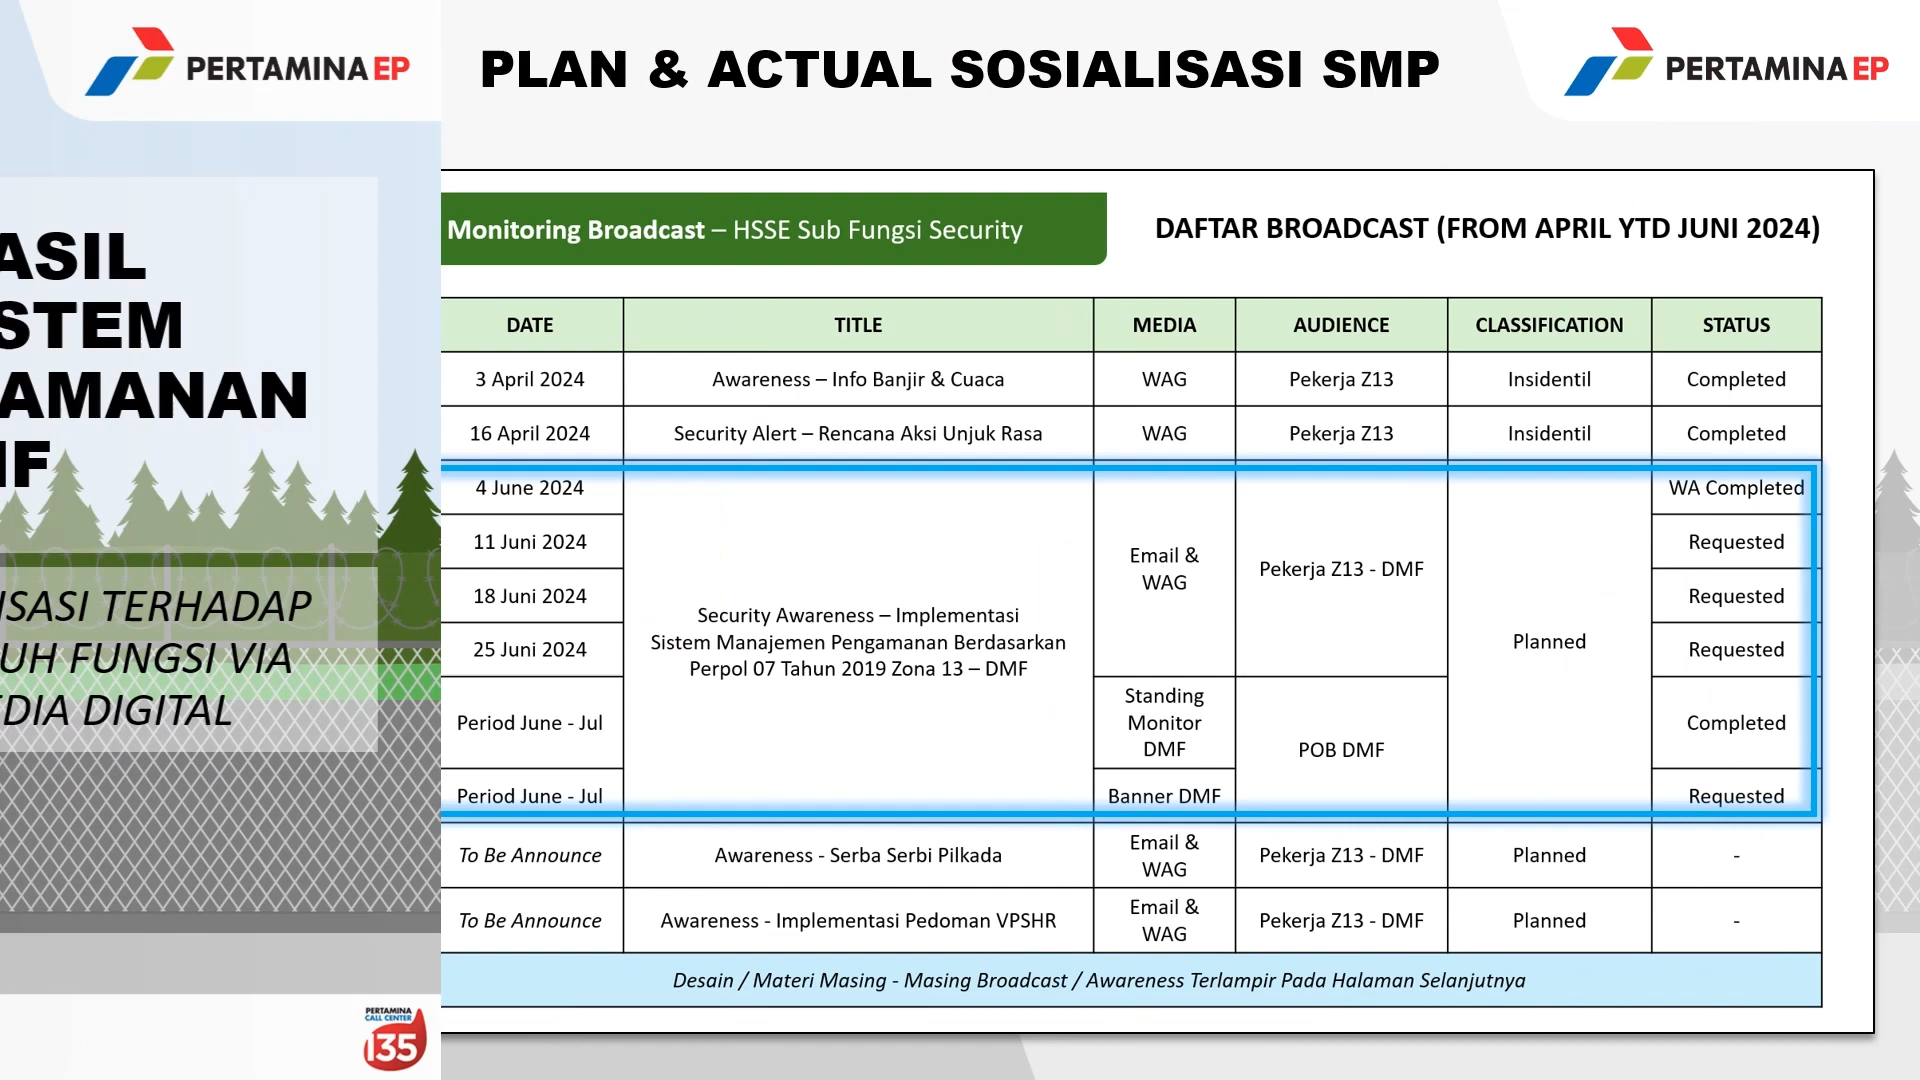 PERTAMINA EP
ASIL
STEM
AMANAN
ISASI TERHADAP
UH FUNGSI VIA
EDIA DIGITAL
PERTAMINA
CALL CENTER
135
PLAN & ACTUAL SOSIALISASI SMP
PERTAMINA EP
Monitoring Broadcast – HSSE Sub Fungsi Security
DAFTAR BROADCAST (FROM APRIL YTD JUNI 2024)
DATE TITLE MEDIA AUDIENCE CLASSIFICATION STATUS
3 April 2024 Awareness – Info Banjir & Cuaca WAG Pekerja Z13 Insidentil Completed
16 April 2024 Security Alert – Rencana Aksi Unjuk Rasa WAG Pekerja Z13 Insidentil Completed
4 June 2024
11 Juni 2024
18 Juni 2024
25 Juni 2024
Period June - Jul
Period June - Jul
Security Awareness – Implementasi
Sistem Manajemen Pengamanan Berdasarkan
Perpol 07 Tahun 2019 Zona 13 – DMF
Email &
WAG
Standing
Monitor
DMF
Banner DMF
Pekerja Z13 - DMF
POB DMF
Planned
WA Completed
Requested
Requested
Requested
Completed
Requested
To Be Announce Awareness - Serba Serbi Pilkada Email &
WAG Pekerja Z13 - DMF Planned -
To Be Announce Awareness - Implementasi Pedoman VPSHR Email &
WAG Pekerja Z13 - DMF Planned -
Desain / Materi Masing - Masing Broadcast / Awareness Terlampir Pada Halaman Selanjutnya